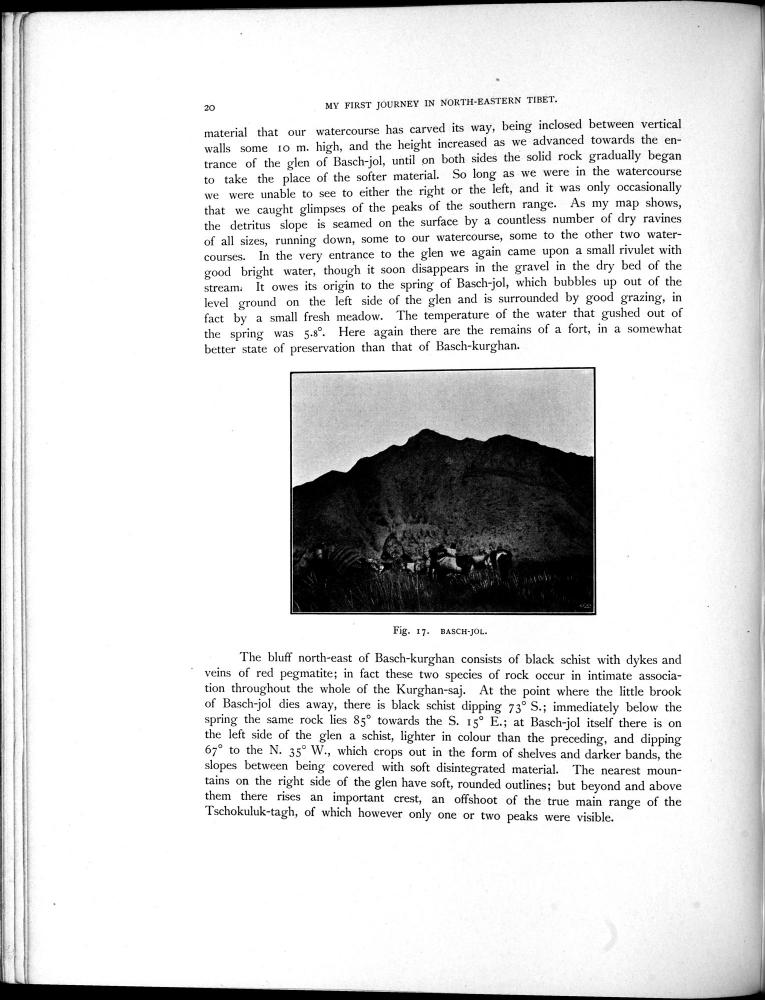 20
MY FIRST JOURNEY IN NORTH-EASTERN TIBET.
material that our watercourse has carved its way, being inclosed between vertical
walls some 10 m. high, and the height increased as we advanced towards the en-
trance of the glen of Basch-jol, until on both sides the solid rock gradually began
to take the place of the softer material. So long as we were in the watercourse
we were unable to see to either the right or the left, and it was only occasionally
that we caught glimpses of the peaks of the southern range. As my map shows,
the detritus slope is seamed on the surface by a countless number of dry ravines
of all sizes, running down, some to our watercourse, some to the other two water-
courses. In the very entrance to the glen we again came upon a small rivulet with
good bright water, though it soon disappears in the gravel in the dry bed of the
stream. It owes its origin to the spring of Basch-jol, which bubbles up out of the
level ground on the left side of the glen and is surrounded by good grazing, in
fact by a small fresh meadow. The temperature of the water that gushed out of
the spring was 5.8°. Here again there are the remains of a fort, in a somewhat
better state of preservation than that of Basch-kurghan.
Fig. 17. BASCH-JOL.
The bluff north-east of Basch-kurghan consists of black schist with dykes and
veins of red pegmatite; in fact these two species of rock occur in intimate associa-
tion throughout the whole of the Kurghan-saj. At the point where the little brook
of Basch-jol dies away, there is black schist dipping 73° S.; immediately below the
spring the same rock lies 85° towards the S. 15° E.; at Basch-jol itself there is on
the left side of the glen a schist, lighter in colour than the preceding, and dipping
67° to the N. 35° W., which crops out in the form of shelves and darker bands, the
slopes between being covered with soft disintegrated material. The nearest moun-
tains on the right side of the glen have soft, rounded outlines; but beyond and above
them there rises an important crest, an offshoot of the true main range of the
Tschokuluk-tagh, of which however only one or two peaks were visible.